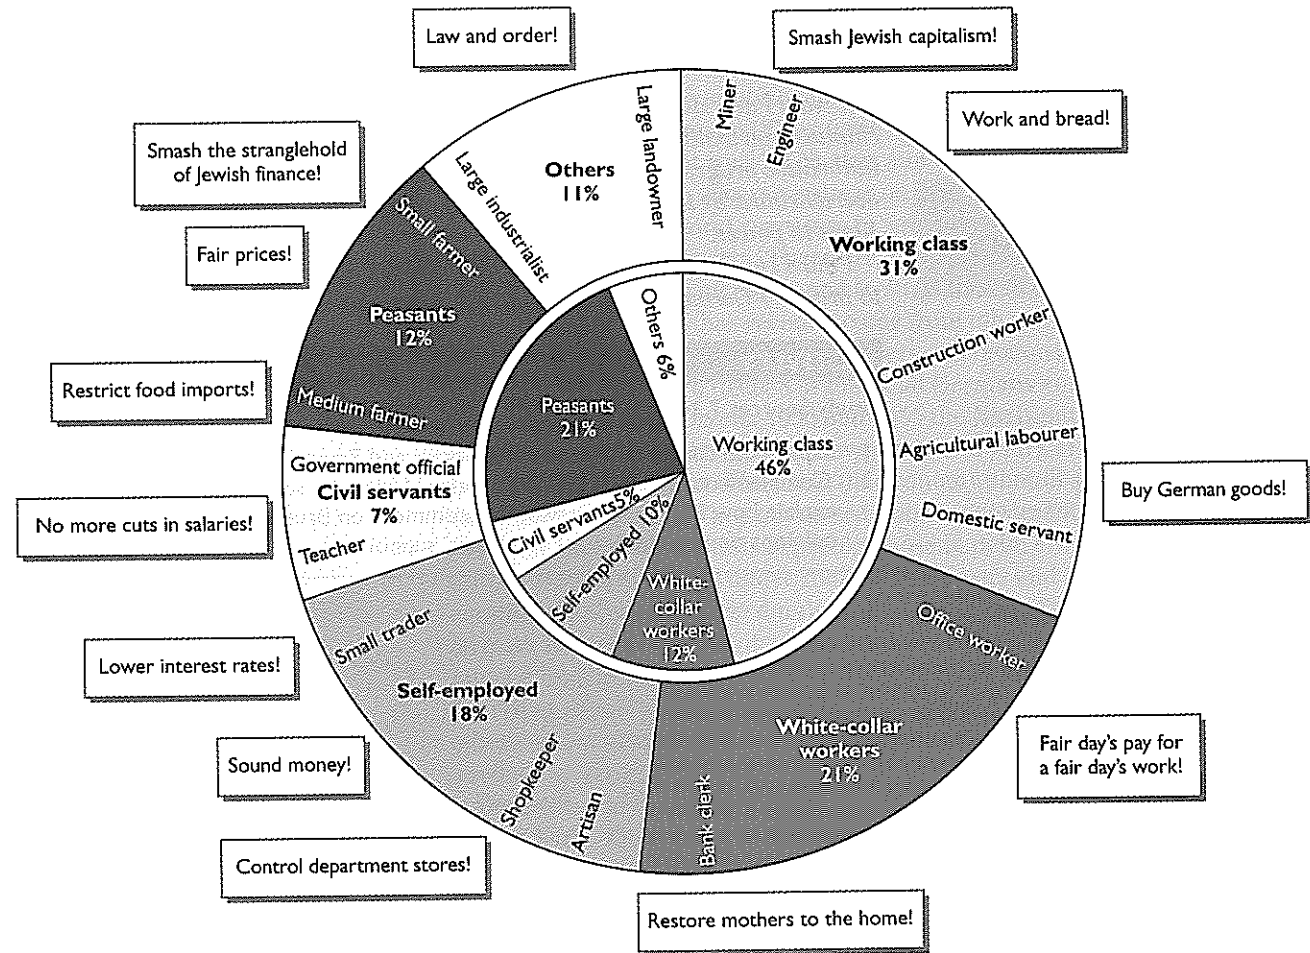 Law and order!
Smash Jewish capitalism!
Work and bread!
Smash the stranglehold
of Jewish finance!
Fair prices!
Restrict food imports!
No more cuts in salaries!
Lower interest rates!
Sound money!
Control department stores!
Restore mothers to the home!
Fair day's pay for
a fair day's work!
Buy German goods!
Miner
Engineer
Working class
31%
Construction worker
Agricultural labourer
Domestic servant
Office worker
White-collar
workers
21%
Bank clerk
Artisan
Shopkeeper
Self-employed
18%
Small trader
Teacher
Civil servants
7%
Government official
Medium farmer
Peasants
12%
Small farmer
Large industrialist
Others
11%
Large landowner
Others 6%
Peasants
21%
Working class
46%
Civil servants 5%
Self-employed 10%
White-
collar
workers
12%